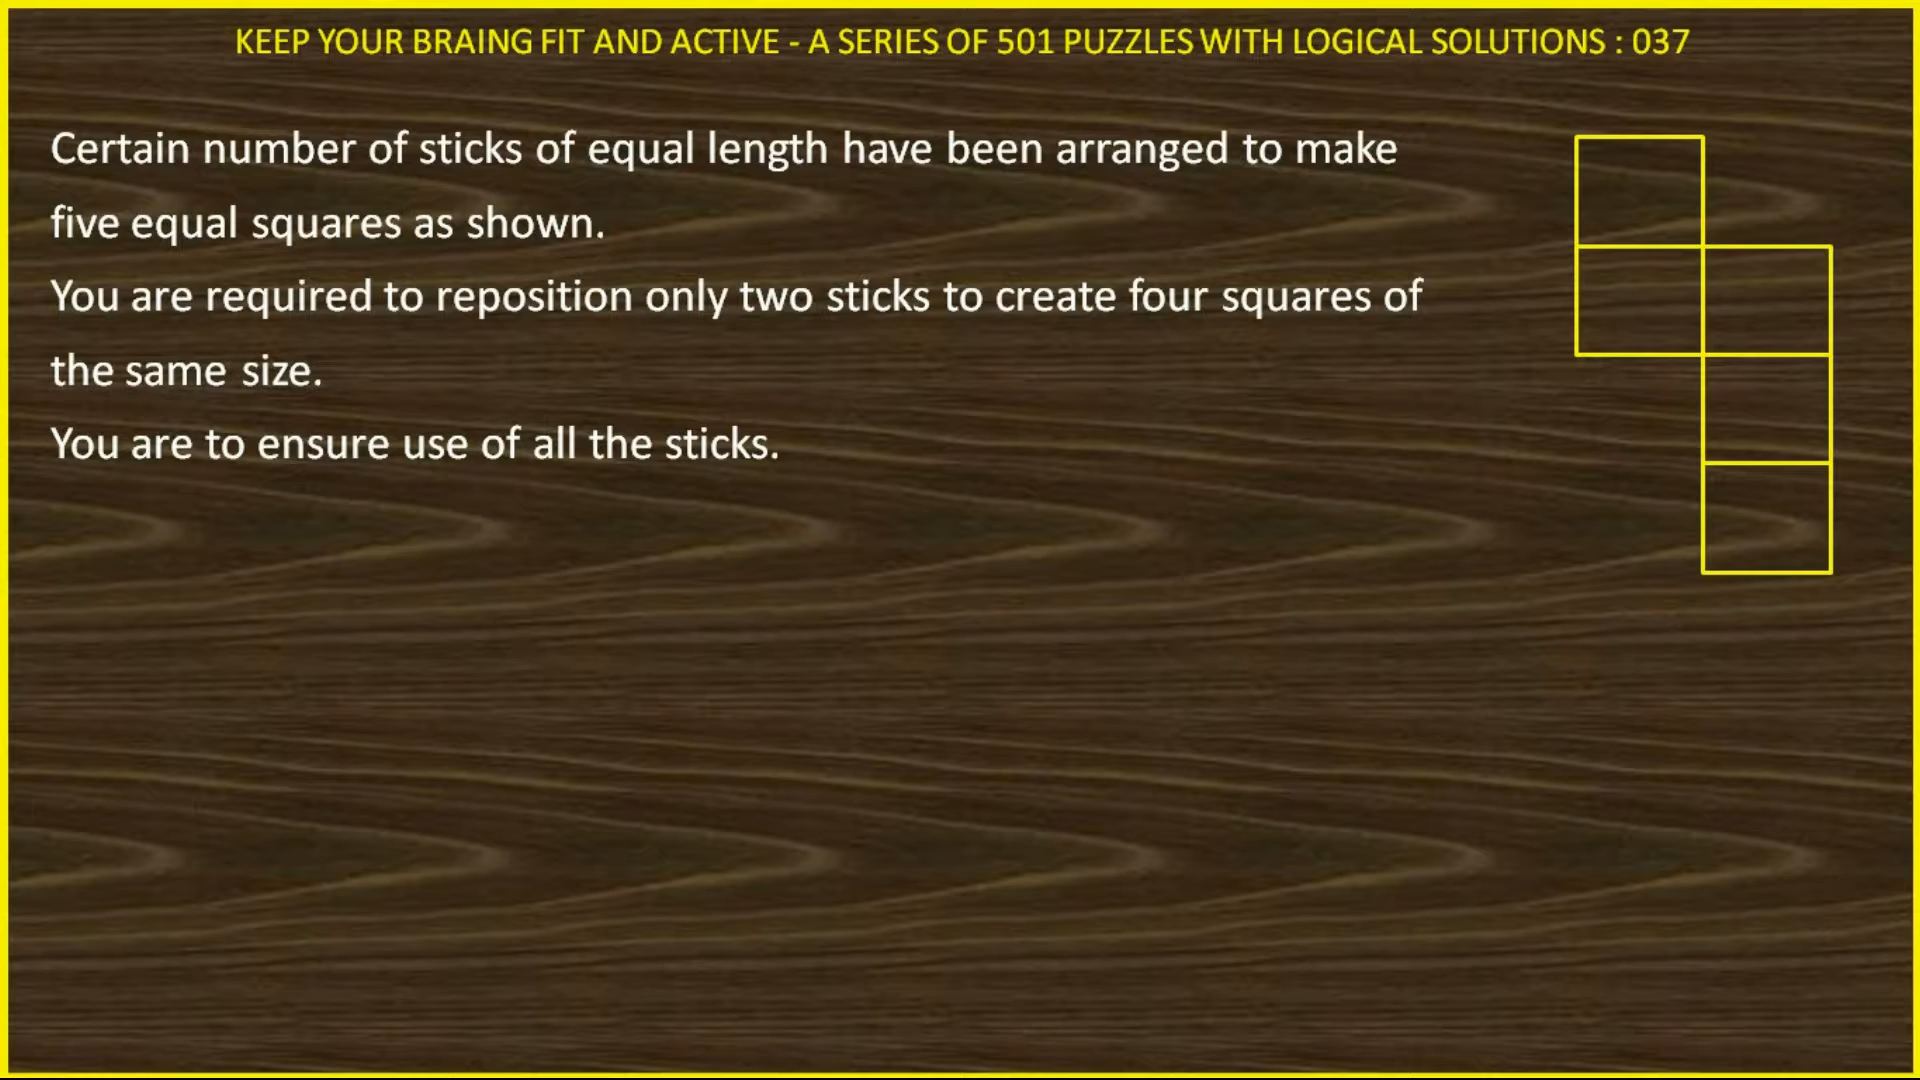 KEEP YOUR BRAING FIT AND ACTIVE - A SERIES OF 501 PUZZLES WITH LOGICAL SOLUTIONS : 037
Certain number of sticks of equal length have been arranged to make
five equal squares as shown.
You are required to reposition only two sticks to create four squares of
the same size.
You are to ensure use of all the sticks.